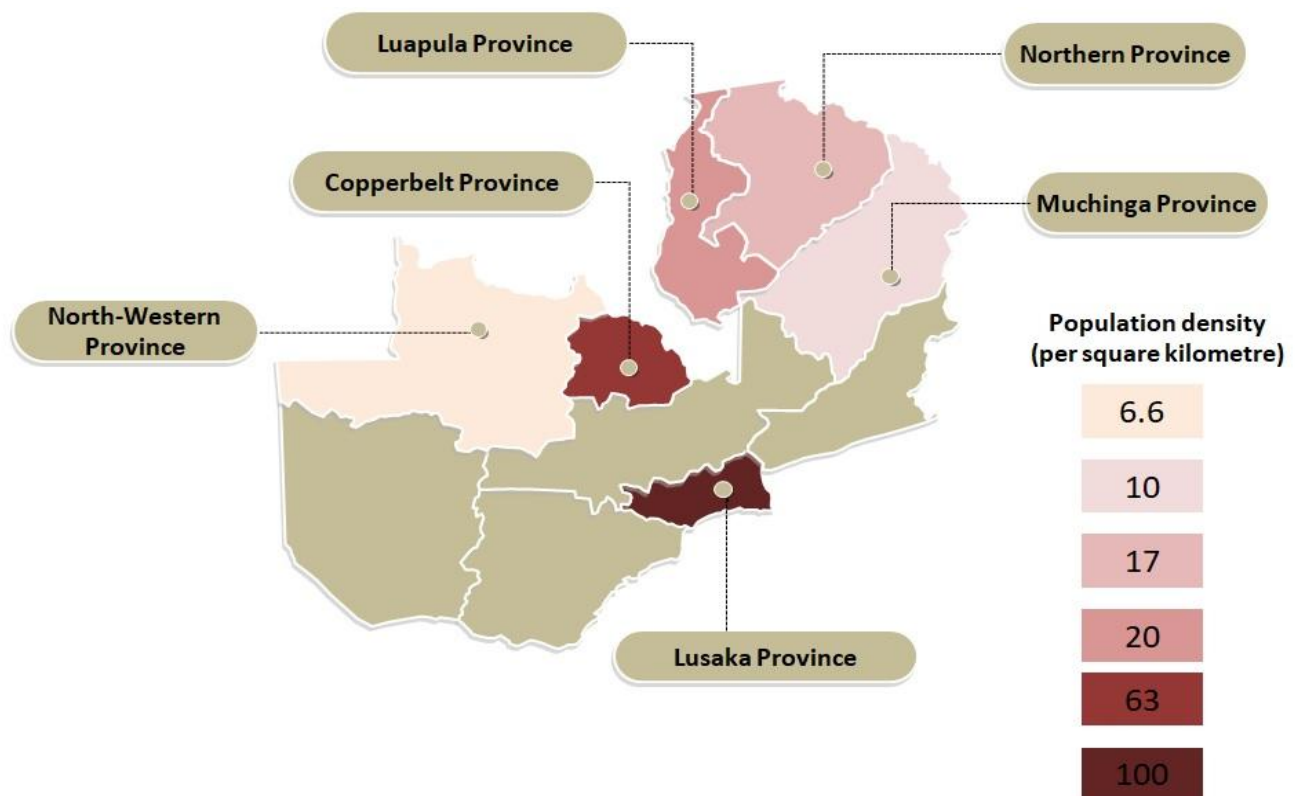 Luapula Province
Northern Province
Copperbelt Province
Muchinga Province
North-Western
Province
Population density
(per square kilometre)
6.6
10
17
20
63
100
Lusaka Province